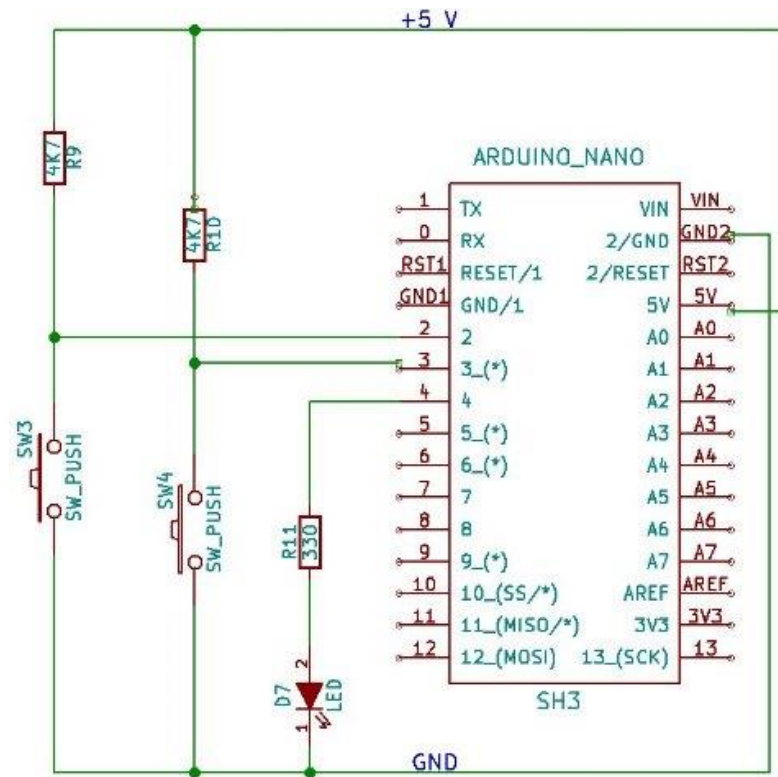 +5 V
4K7
R9
4K7
R10
ARDUINO_NANO
1 TX VIN VIN
0 RX 2/GND GND2
RST1 RESET/1 2/RESET RST2
GND1 GND/1 5V 5V
2 2 A0 A0
3 3_(*) A1 A1
4 4 A2 A2
5 5_(*) A3 A3
6 6_(*) A4 A4
7 7 A5 A5
8 8 A6 A6
9 9_(*) A7 A7
10 10_(SS/*) AREF AREF
11 11_(MISO/*) 3V3 3V3
12 12_(MOSI) 13_(SCK) 13
SH3
SW3
SW_PUSH
SW4
SW_PUSH
R11
330
2
D7
LED
1
GND